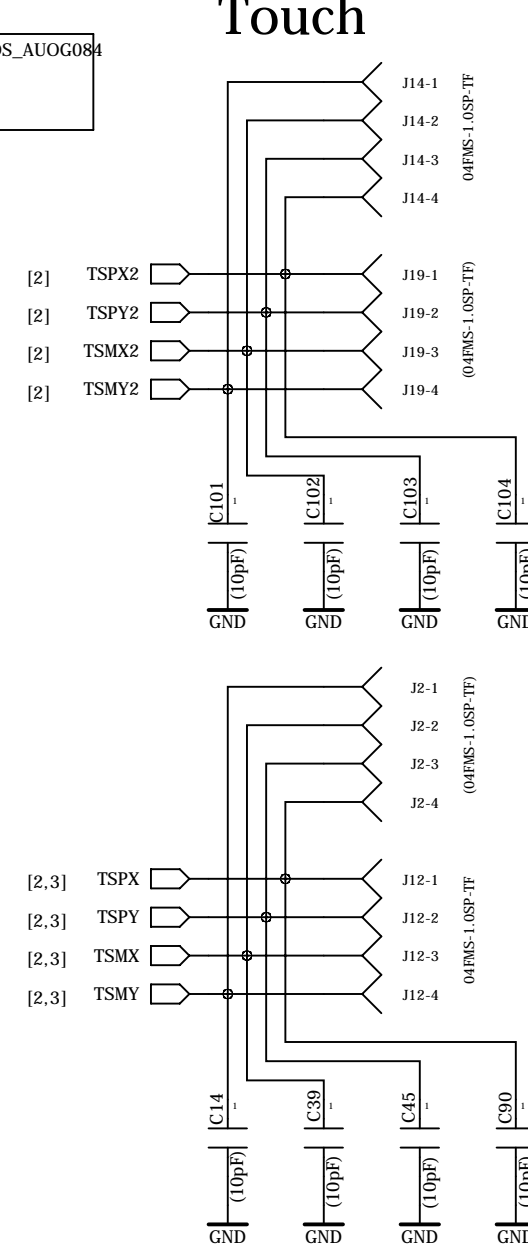 Touch
OS_AUOG084
J14-1
J14-2
J14-3
J14-4
04FMS-1.0SP-TF
[2] TSPX2
[2] TSPY2
[2] TSMX2
[2] TSMY2
J19-1
J19-2
J19-3
J19-4
(04FMS-1.0SP-TF)
C101 1 (10pF) GND
C102 1 (10pF) GND
C103 1 (10pF) GND
C104 1 (10pF) GND
J2-1
J2-2
J2-3
J2-4
(04FMS-1.0SP-TF)
[2,3] TSPX
[2,3] TSPY
[2,3] TSMX
[2,3] TSMY
J12-1
J12-2
J12-3
J12-4
04FMS-1.0SP-TF
C14 1 (10pF) GND
C39 1 (10pF) GND
C45 1 (10pF) GND
C90 1 (10pF) GND